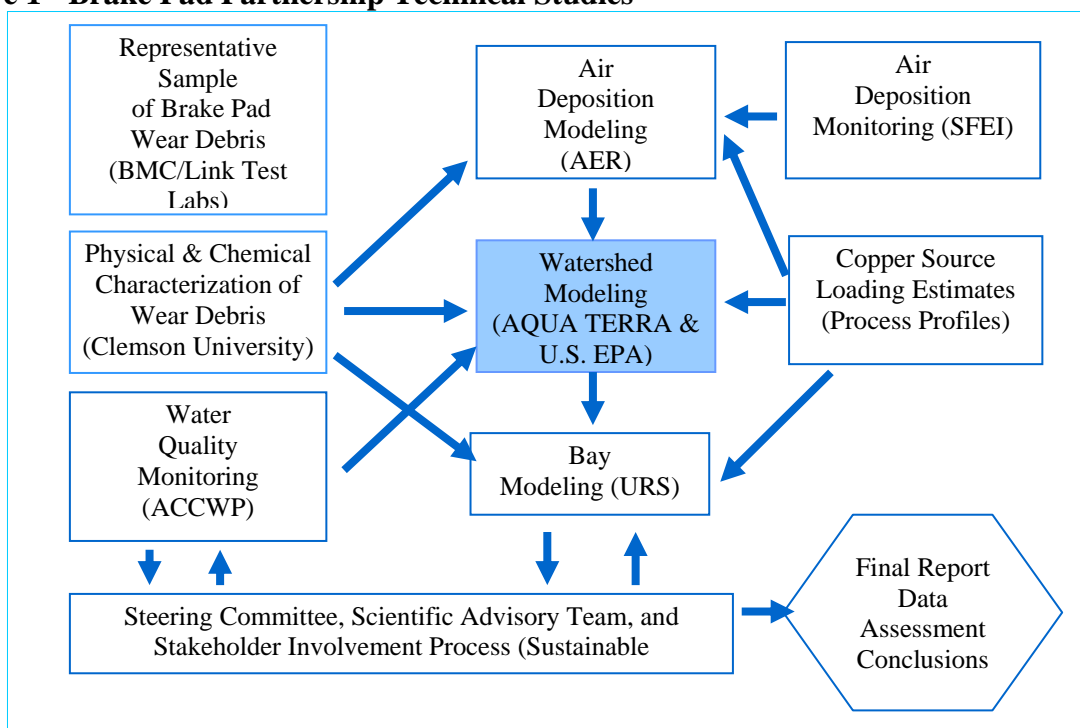 e 1 Brake Pad Partnership Technical Studies
Representative
Sample
of Brake Pad
Wear Debris
(BMC/Link Test
Labs)
Air
Deposition
Modeling
(AER)
Air
Deposition
Monitoring (SFEI)
Physical & Chemical
Characterization of
Wear Debris
(Clemson University)
Watershed
Modeling
(AQUA TERRA &
U.S. EPA)
Copper Source
Loading Estimates
(Process Profiles)
Water
Quality
Monitoring
(ACCWP)
Bay
Modeling (URS)
Steering Committee, Scientific Advisory Team, and
Stakeholder Involvement Process (Sustainable
Final Report
Data
Assessment
Conclusions